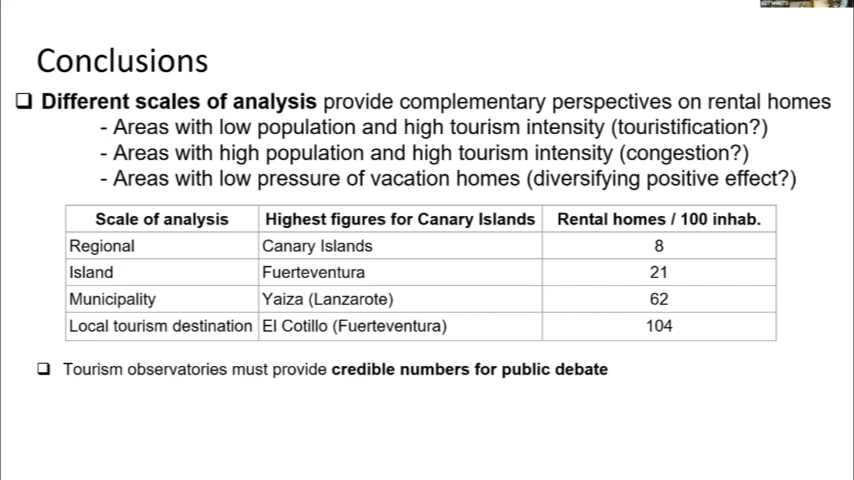 Conclusions
❑ Different scales of analysis provide complementary perspectives on rental homes
- Areas with low population and high tourism intensity (touristification?)
- Areas with high population and high tourism intensity (congestion?)
- Areas with low pressure of vacation homes (diversifying positive effect?)
Scale of analysis Highest figures for Canary Islands Rental homes / 100 inhab.
Regional Canary Islands 8
Island Fuerteventura 21
Municipality Yaiza (Lanzarote) 62
Local tourism destination El Cotillo (Fuerteventura) 104
❑ Tourism observatories must provide credible numbers for public debate